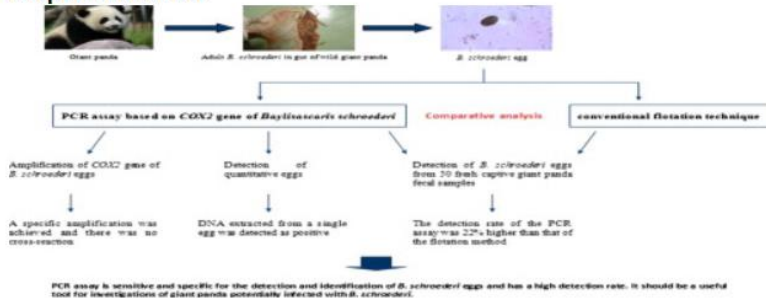 Giant panda
Adult B. schroederi in gut of wild giant panda
B. schroederi egg
PCR assay based on COX2 gene of Baylisascaris schroederi
Comparative analysis
conventional flotation technique
Amplification of COX2 gene of
B. schroederi eggs
Detection of
quantitative eggs
Detection of B. schroederi eggs
from 50 fresh captive giant panda
fecal samples
A specific amplification was
achieved and there was no
cross-reaction
DNA extracted from a single
egg was detected as positive
The detection rate of the PCR
assay was 22% higher than that of
the flotation method
PCR assay is sensitive and specific for the detection and identification of B. schroederi eggs and has a high detection rate. It should be a useful
tool for investigations of giant panda potentially infected with B. schroederi.